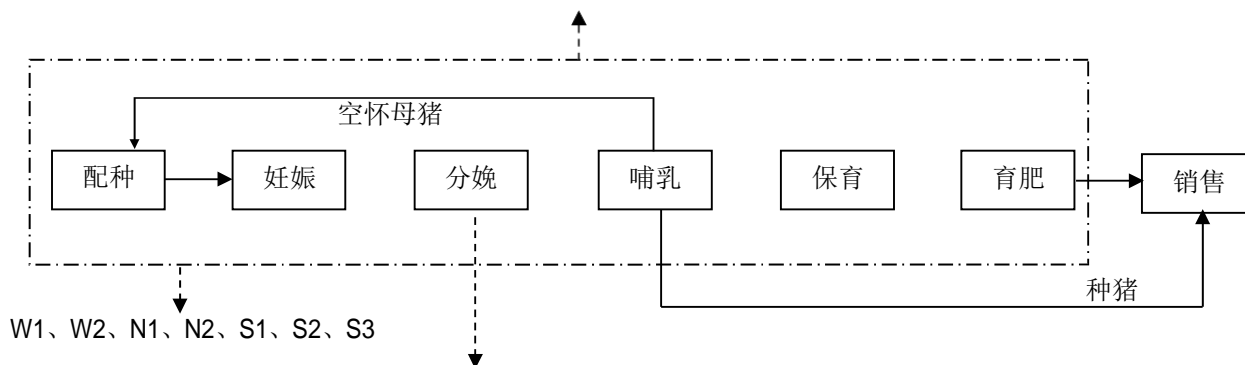 空怀母猪
配种
妊娠
分娩
哺乳
保育
育肥
销售
种猪
W1、W2、N1、N2、S1、S2、S3